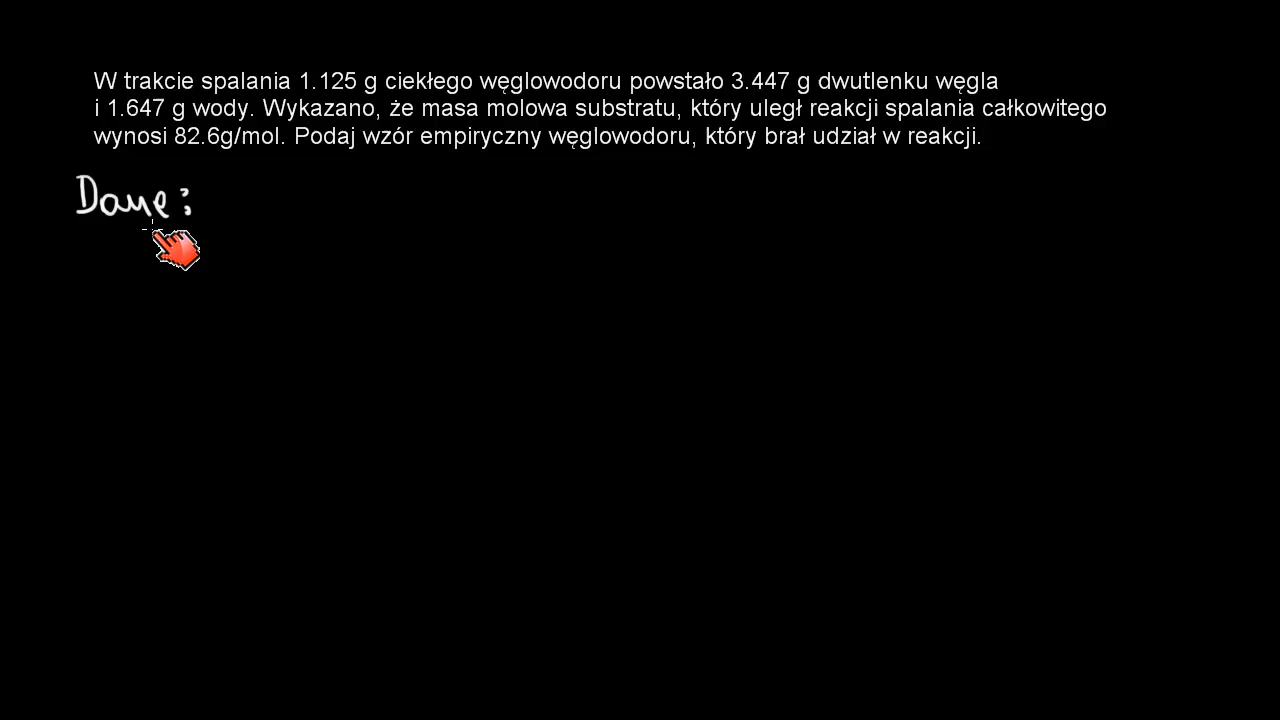 W trakcie spalania 1.125 g ciekłego węglowodoru powstało 3.447 g dwutlenku węgla
i 1.647 g wody. Wykazano, że masa molowa substratu, który uległ reakcji spalania całkowitego
wynosi 82.6g/mol. Podaj wzór empiryczny węglowodoru, który brał udział w reakcji.
Dane: